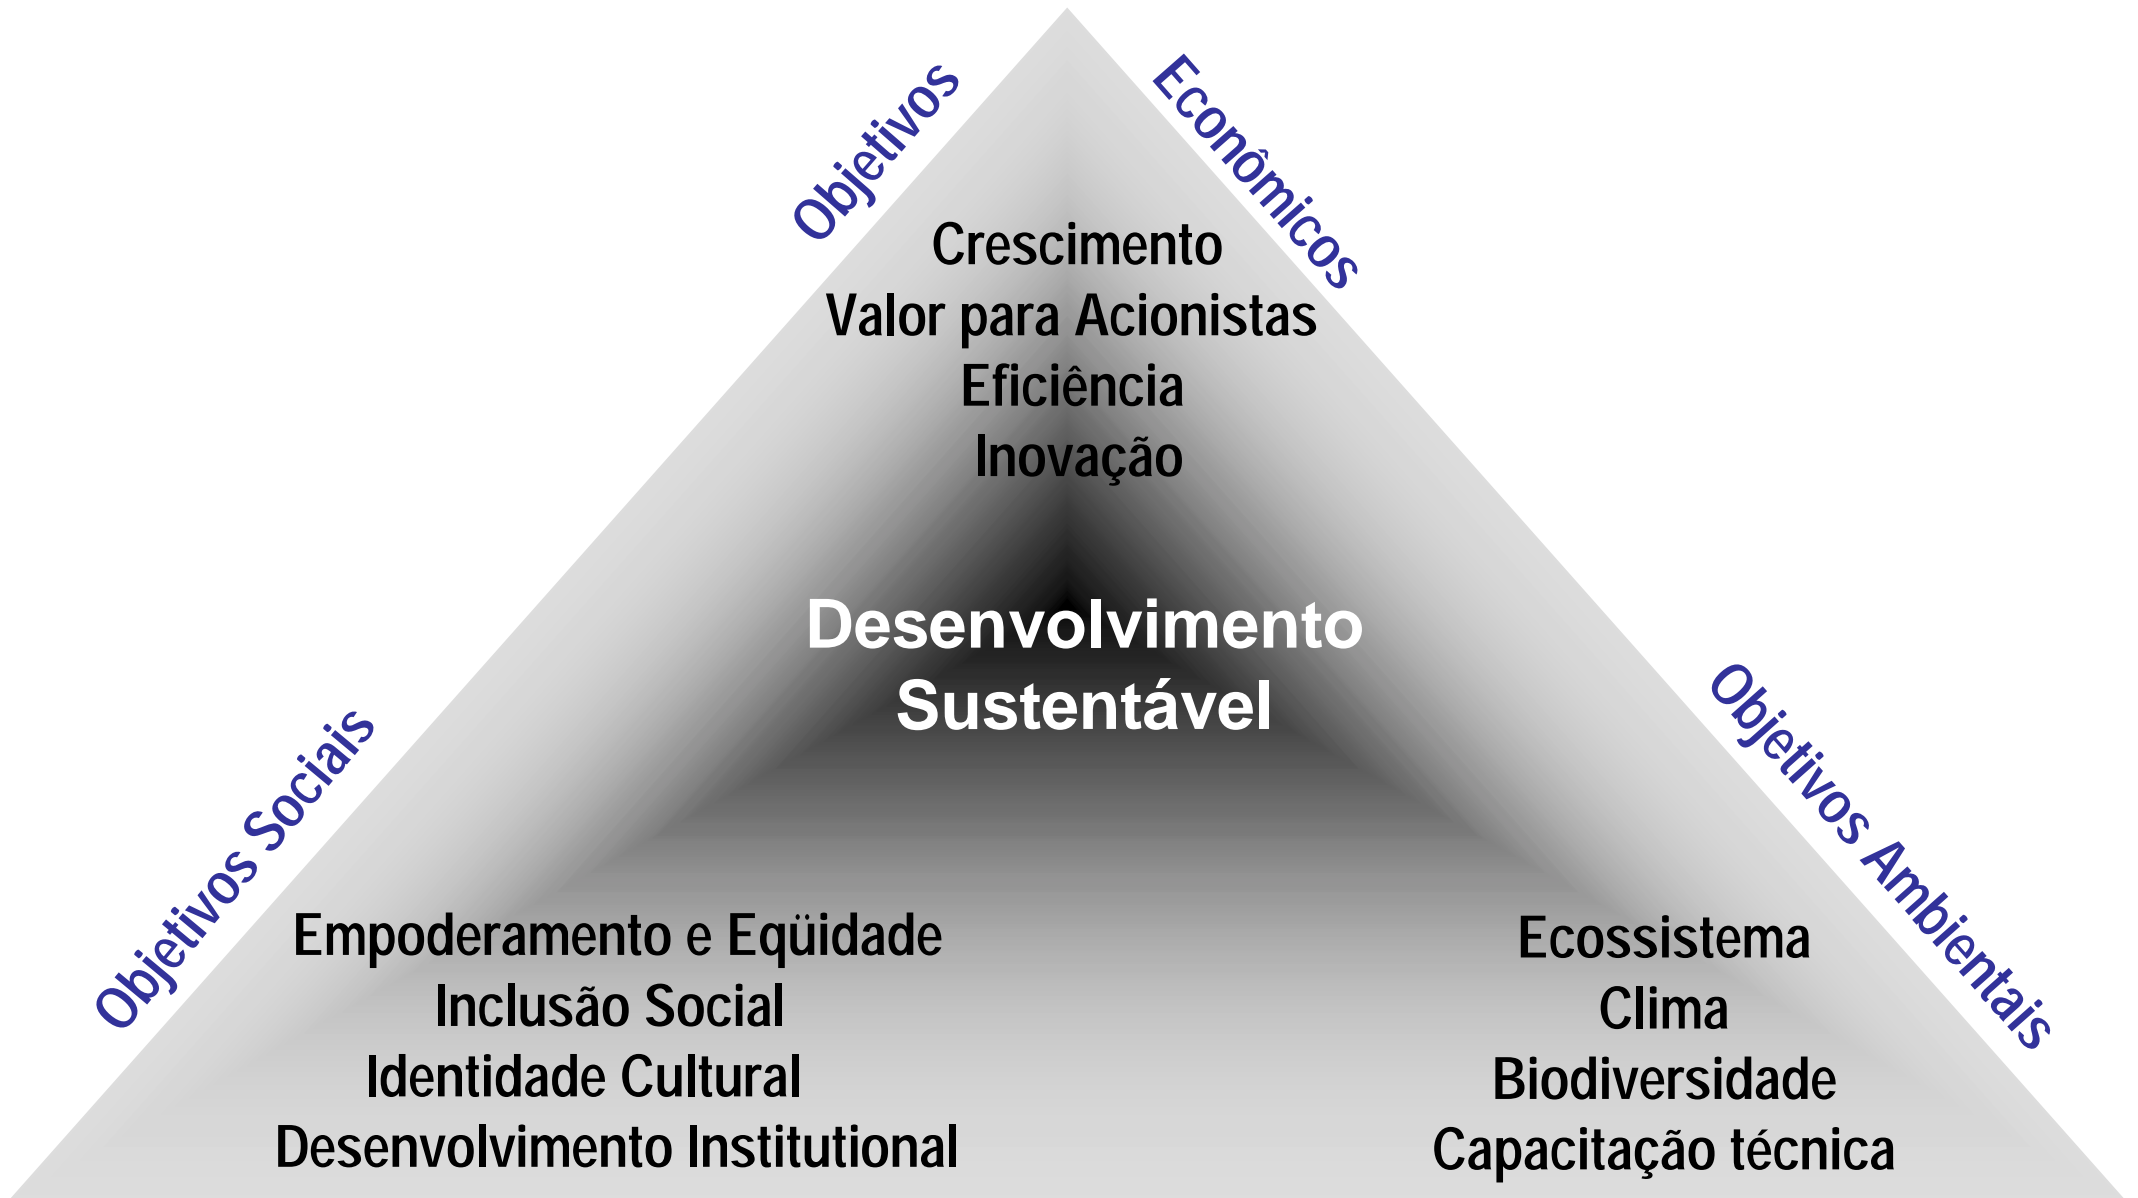 Objetivos
Econômicos
Crescimento
Valor para Acionistas
Eficiência
Inovação
Desenvolvimento
Sustentável
Objetivos Sociais
Empoderamento e Eqüidade
Inclusão Social
Identidade Cultural
Desenvolvimento Institutional
Objetivos Ambientais
Ecossistema
Clima
Biodiversidade
Capacitação técnica